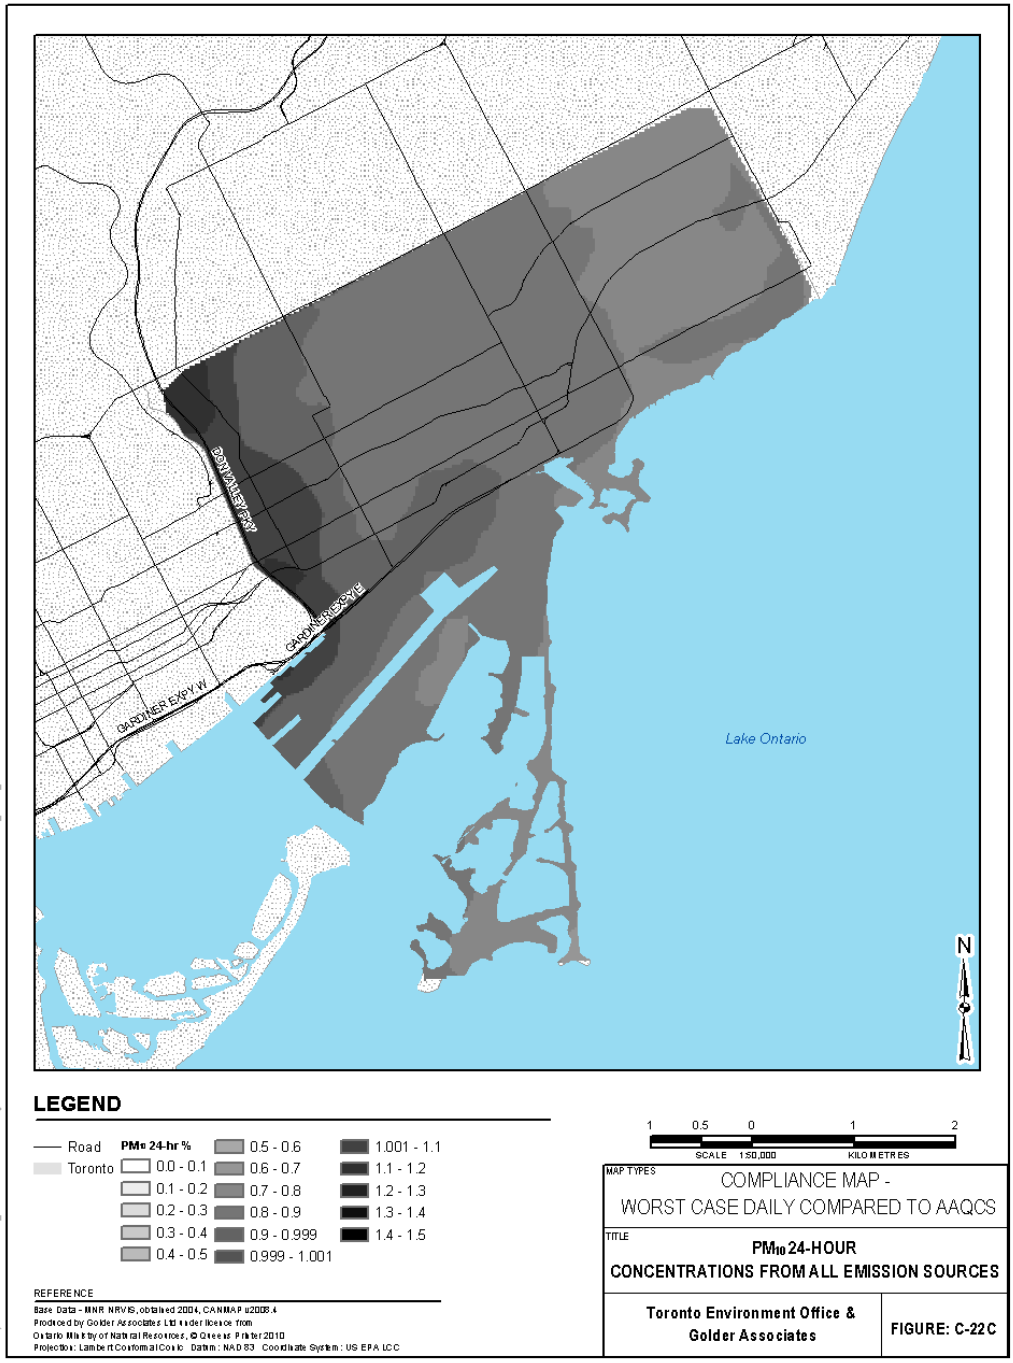 DON VALLEY PKY
GARDINER EXPY E
GARDINER EXPY W
Lake Ontario
N
LEGEND
Road
Toronto
PM10 24-hr %
0.0 - 0.1
0.1 - 0.2
0.2 - 0.3
0.3 - 0.4
0.4 - 0.5
0.5 - 0.6
0.6 - 0.7
0.7 - 0.8
0.8 - 0.9
0.9 - 0.999
0.999 - 1.001
1.001 - 1.1
1.1 - 1.2
1.2 - 1.3
1.3 - 1.4
1.4 - 1.5
1 0.5 0 1 2
SCALE 1:50,000 KILOMETRES
MAP TYPES
COMPLIANCE MAP -
WORST CASE DAILY COMPARED TO AAQCS
TITLE
PM10 24-HOUR
CONCENTRATIONS FROM ALL EMISSION SOURCES
Toronto Environment Office &
Golder Associates
FIGURE: C-22C
REFERENCE
Base Data - MNR NRVIS, obtained 2004, CANMAP v2008.4
Produced by Golder Associates Ltd under licence from
Ontario Ministry of Natural Resources, © Queens Printer 2010
Projection: Lambert Conformal Conic Datum: NAD 83 Coordinate System: US EPA LCC